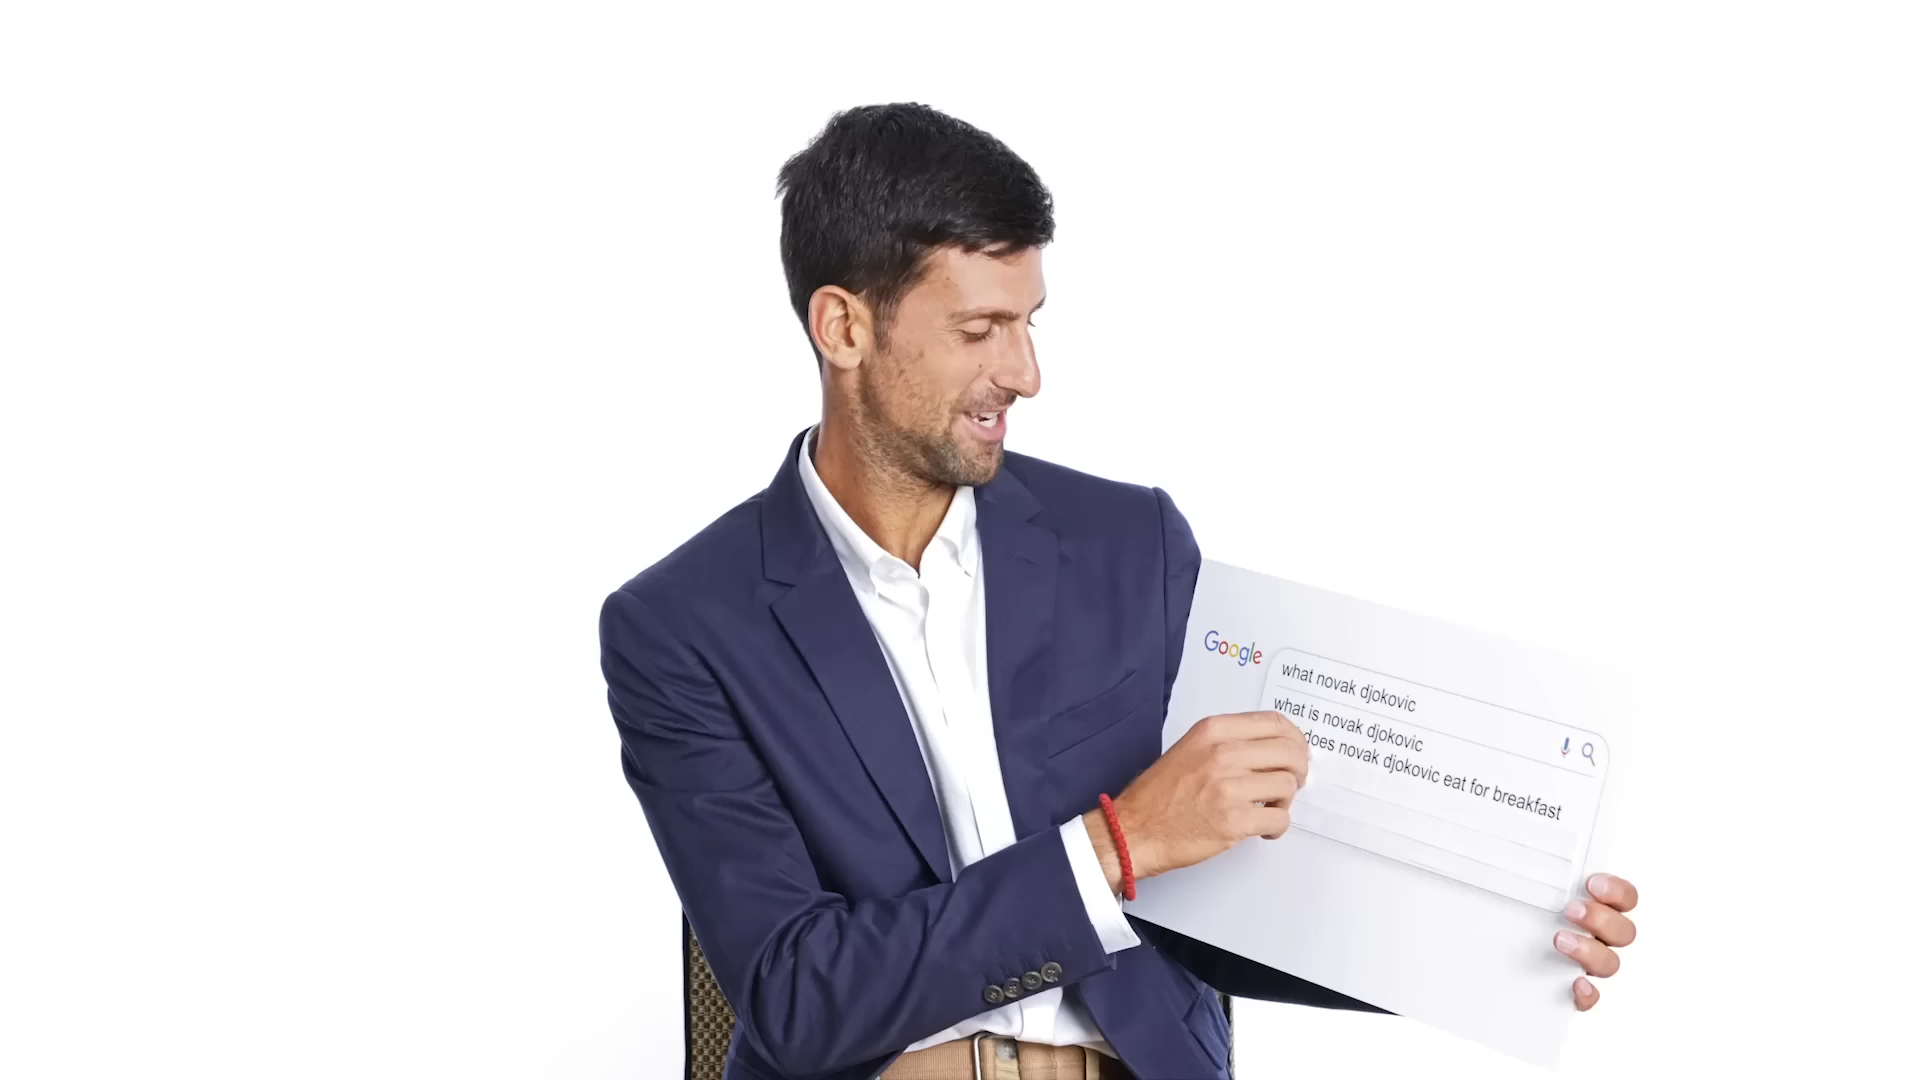 Google
what novak djokovic
what is novak djokovic
does novak djokovic eat for breakfast